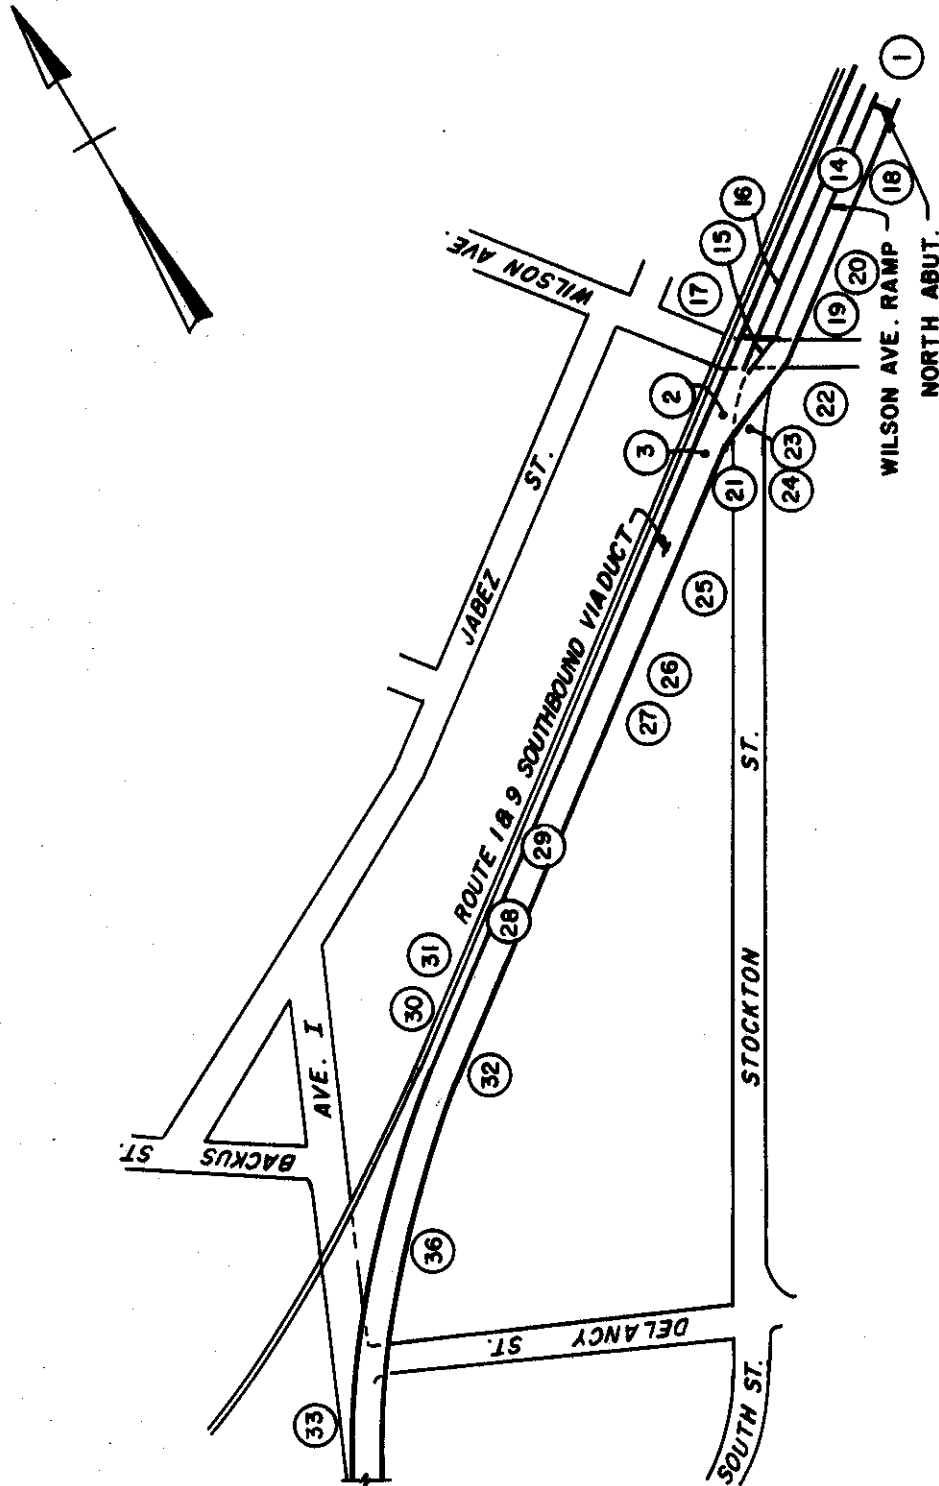 1
14
18
16
15
17
20
19
WILSON AVE.
WILSON AVE. RAMP
NORTH ABUT.
2
3
22
23
21
24
JABEZ ST.
ROUTE 1 & 9 SOUTHBOUND VIADUCT
25
26
27
29
28
31
30
32
STOCKTON ST.
AVE. I
BACKUS ST.
36
DELANCY ST.
33
SOUTH ST.